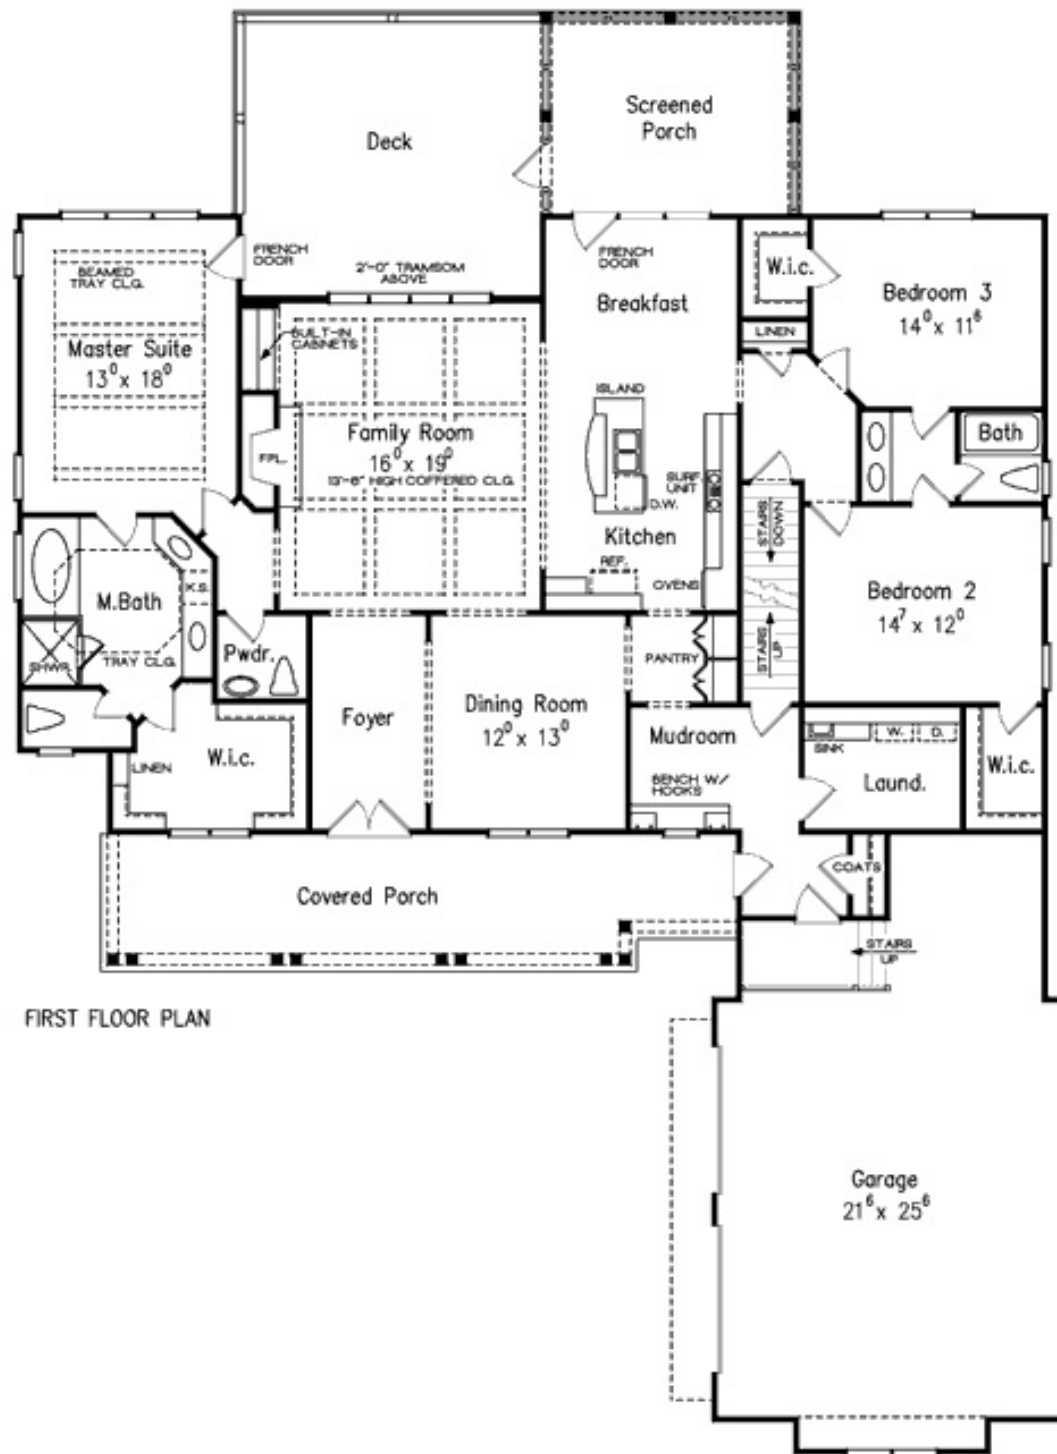 Deck
Screened
Porch
FRENCH
DOOR
2'-0" TRANSOM
ABOVE
FRENCH
DOOR
W.i.c.
BEAMED
TRAY CLG.
Breakfast
Bedroom 3
14⁰ x 11⁶
BUILT-IN
CABINETS
LINEN
Master Suite
13⁰ x 18⁰
ISLAND
Family Room
16⁰ x 19⁰
Bath
FPL.
SURF.
UNIT
D.W.
STAIRS
DOWN
Kitchen
REF.
OVENS
K.S.
M.Bath
Bedroom 2
14⁷ x 12⁰
SHWR.
TRAY CLG.
Pwdr.
PANTRY
STAIRS
UP
Foyer
Dining Room
12⁰ x 13⁰
Mudroom
SINK
W.
D.
LINEN
W.i.c.
BENCH W/
HOOKS
Laund.
W.i.c.
COATS
Covered Porch
STAIRS
UP
FIRST FLOOR PLAN
Garage
21⁶ x 25⁶